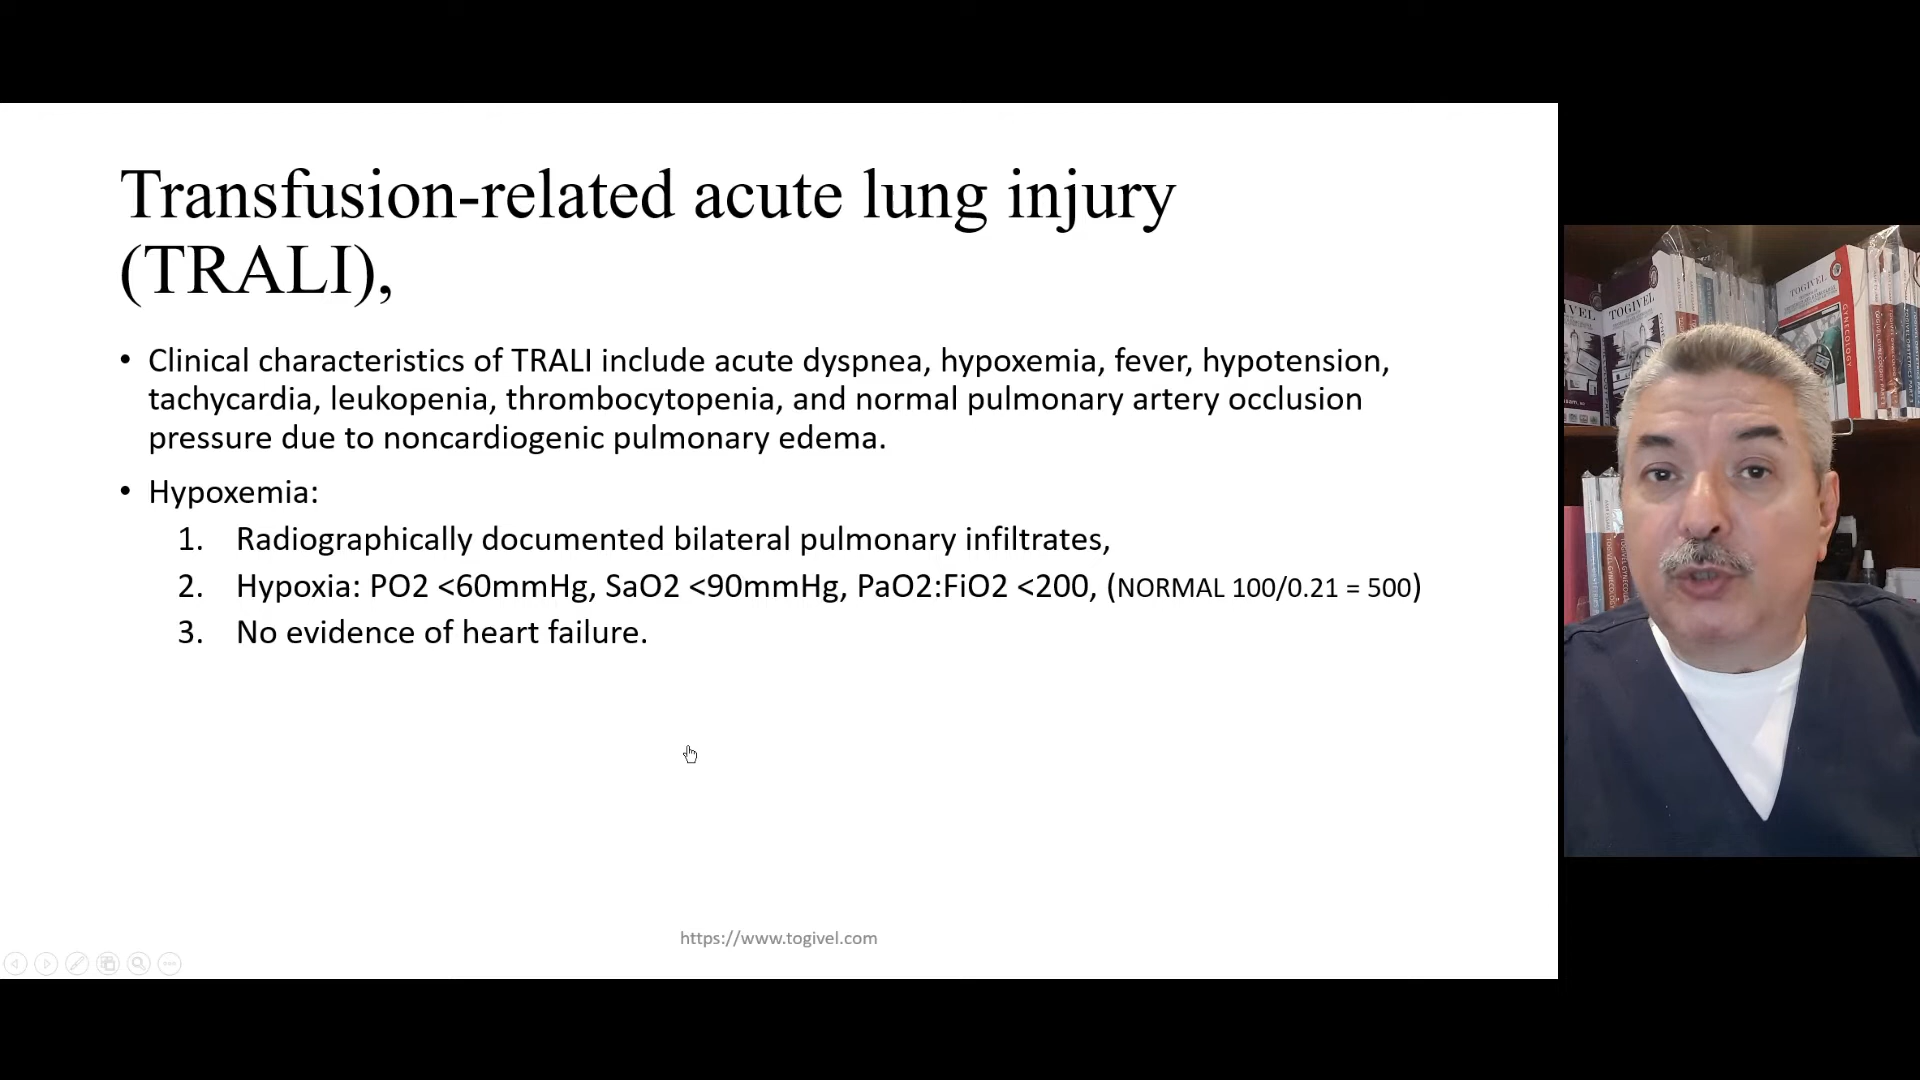 Transfusion-related acute lung injury
(TRALI),
• Clinical characteristics of TRALI include acute dyspnea, hypoxemia, fever, hypotension,
tachycardia, leukopenia, thrombocytopenia, and normal pulmonary artery occlusion
pressure due to noncardiogenic pulmonary edema.
• Hypoxemia:
1. Radiographically documented bilateral pulmonary infiltrates,
2. Hypoxia: PO2 <60mmHg, SaO2 <90mmHg, PaO2:FiO2 <200, (NORMAL 100/0.21 = 500)
3. No evidence of heart failure.
https://www.togivel.com
TOGIVEL
TOGIVEL
GYNECOLOGY